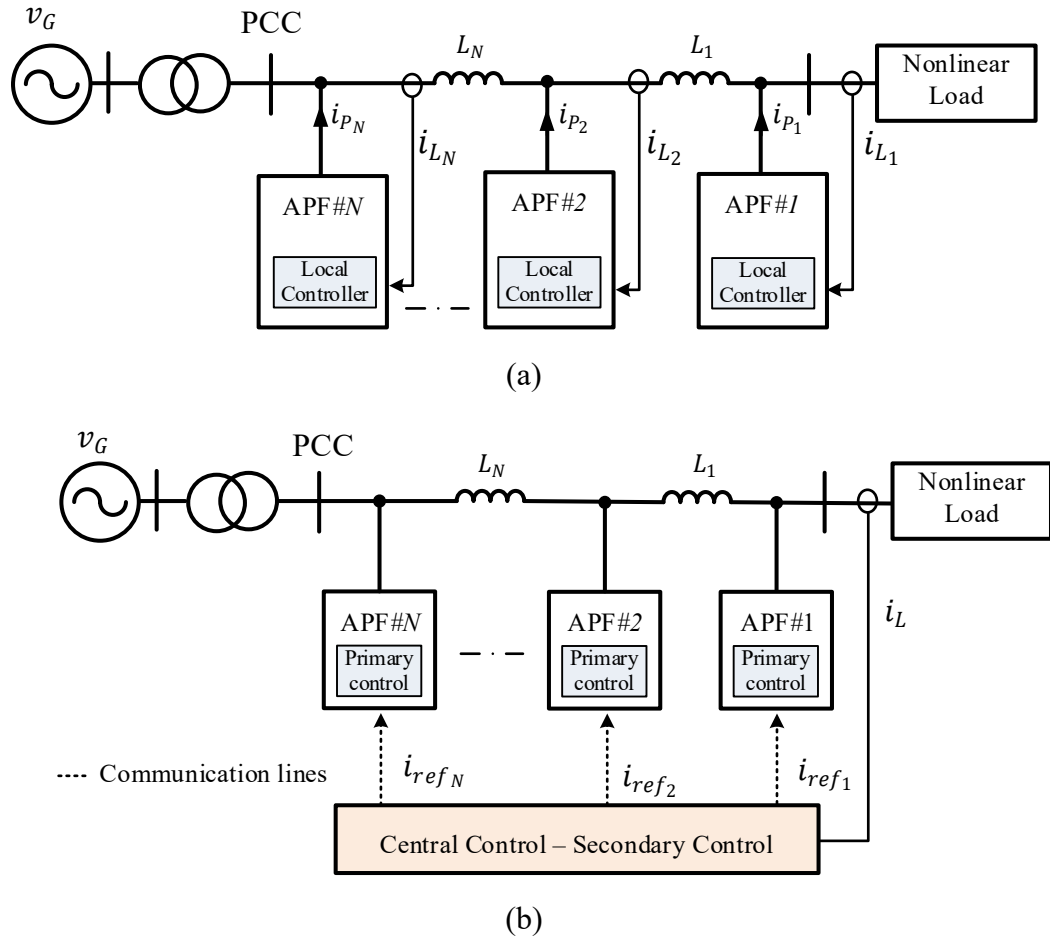 v_G
PCC
L_N
L_1
Nonlinear
Load
i_{P_N}
i_{L_N}
i_{P_2}
i_{L_2}
i_{P_1}
i_{L_1}
APF#N
APF#2
APF#1
Local
Controller
Local
Controller
Local
Controller
(a)
v_G
PCC
L_N
L_1
Nonlinear
Load
APF#N
APF#2
APF#1
i_L
Primary
control
Primary
control
Primary
control
Communication lines
i_{ref_N}
i_{ref_2}
i_{ref_1}
Central Control – Secondary Control
(b)